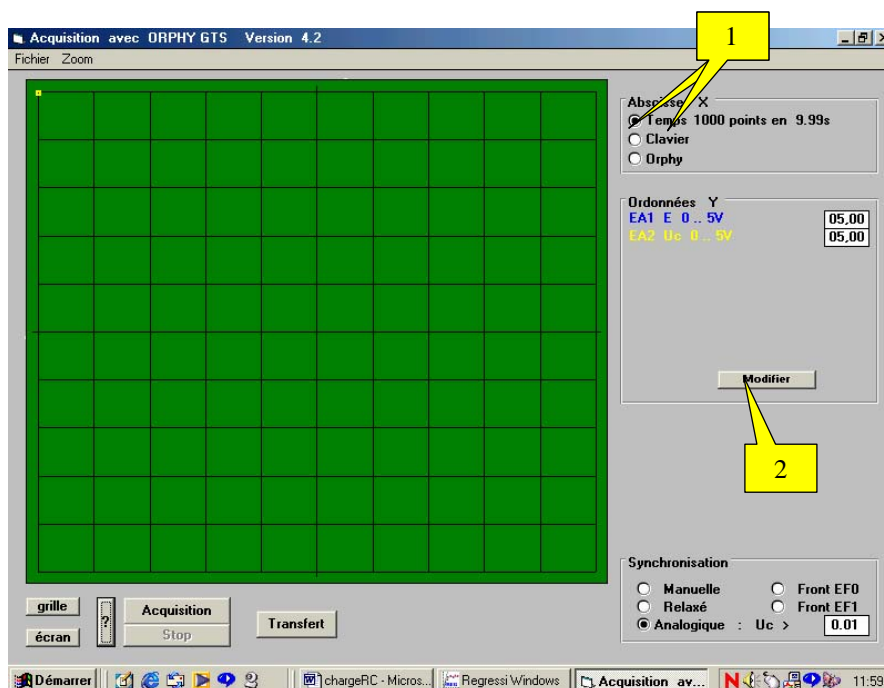 Acquisition avec ORPHY GTS Version 4.2
1
Fichier Zoom
Abscisse X
Temps 1000 points en 9.99s
Clavier
Orphy
Ordonnées Y
EA1 E 0 .. 5V 05,00
EA2 Uc 0 .. 5V 05,00
Modifier
2
Synchronisation
Manuelle Front EF0
Relaxé Front EF1
Analogique : Uc > 0.01
grille
écran
?
Acquisition
Stop
Transfert
Démarrer chargeRC - Micros... Regressi Windows Acquisition av... N 11:59